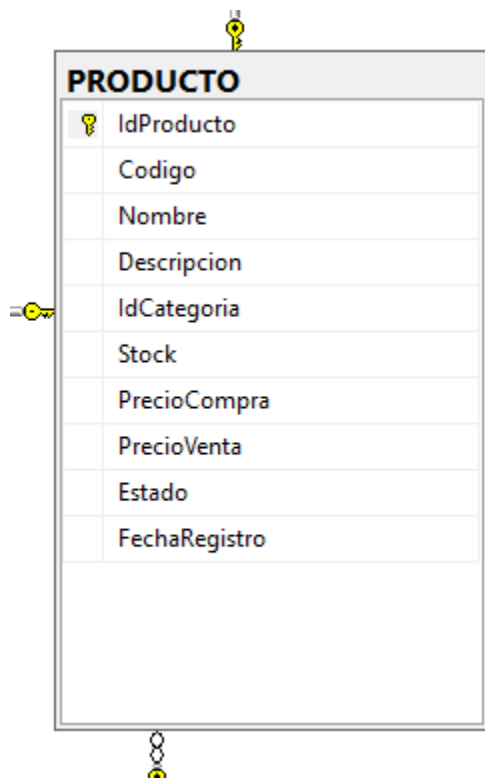 PRODUCTO
IdProducto
Codigo
Nombre
Descripcion
IdCategoria
Stock
PrecioCompra
PrecioVenta
Estado
FechaRegistro